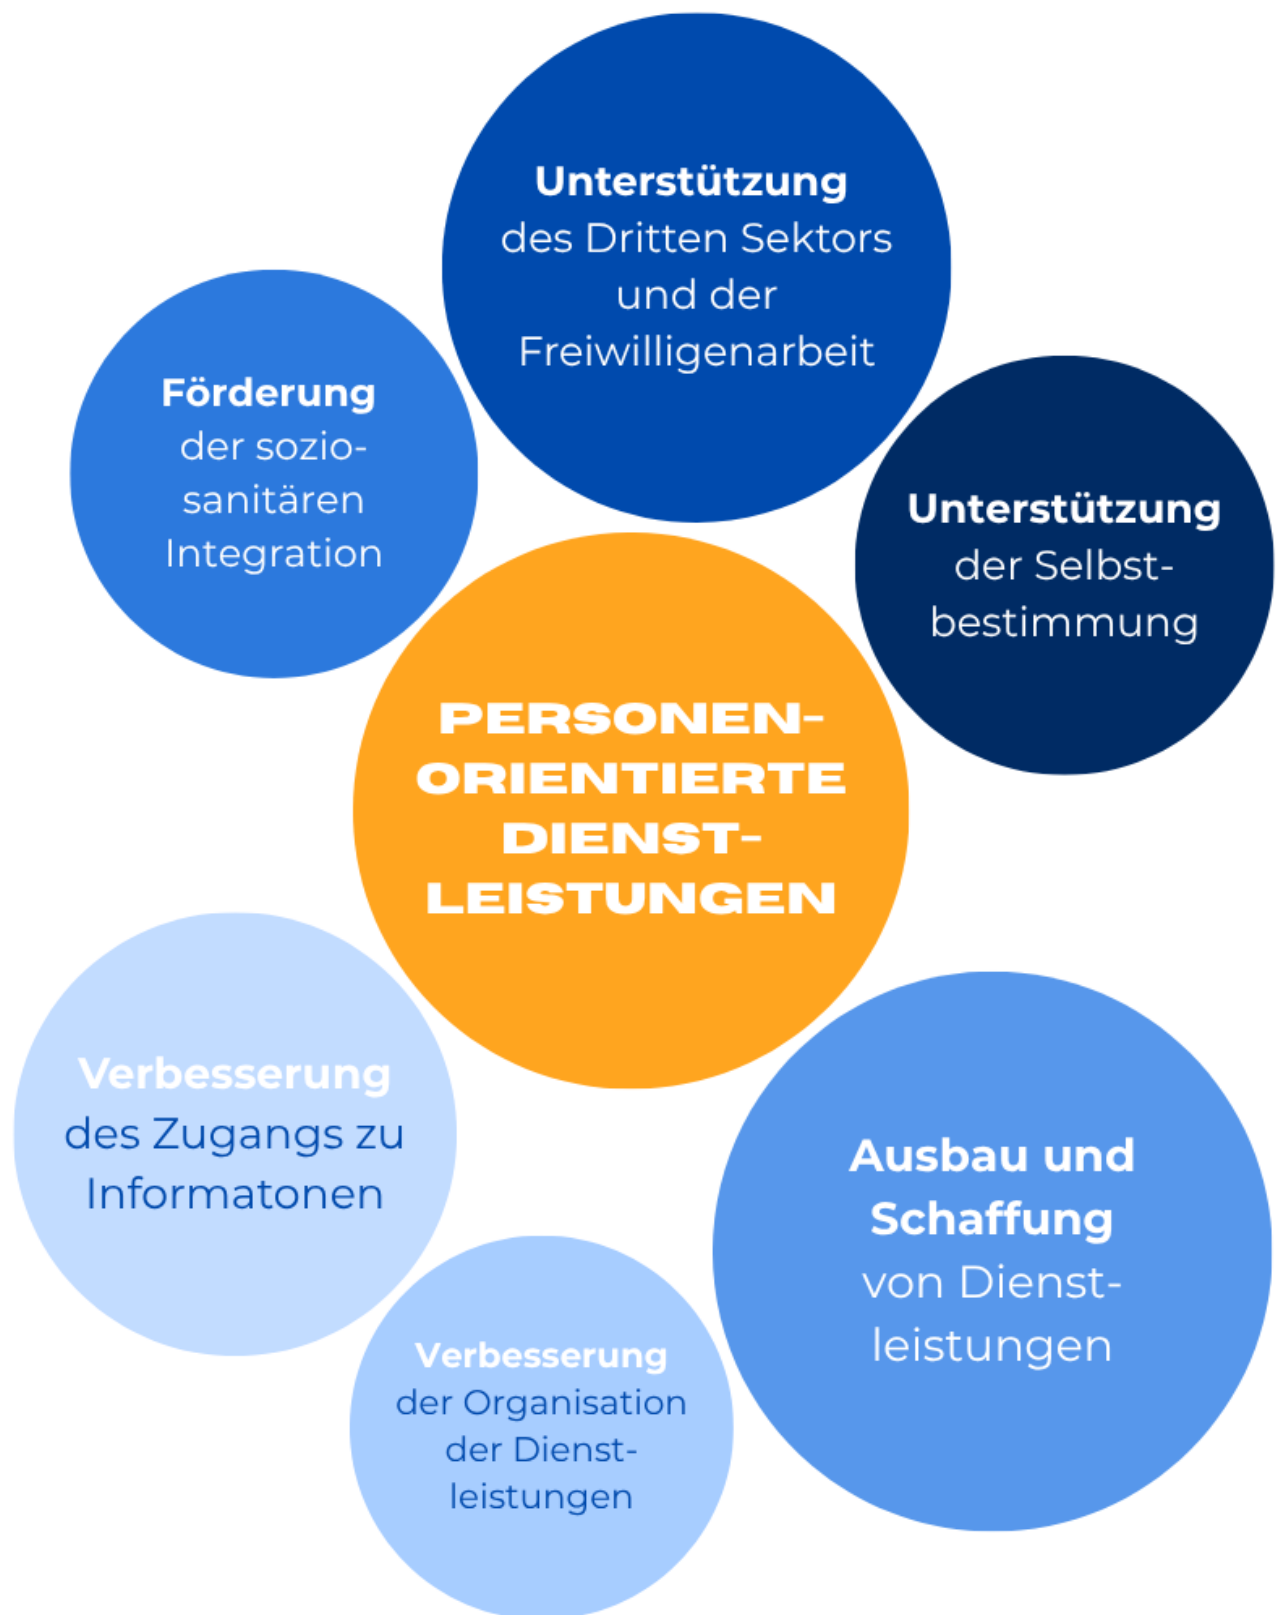 Unterstützung
des Dritten Sektors
und der
Freiwilligenarbeit
Förderung
der sozio-
sanitären
Integration
Unterstützung
der Selbst-
bestimmung
PERSONEN-
ORIENTIERTE
DIENST-
LEISTUNGEN
Verbesserung
des Zugangs zu
Informatonen
Ausbau und
Schaffung
von Dienst-
leistungen
Verbesserung
der Organisation
der Dienst-
leistungen